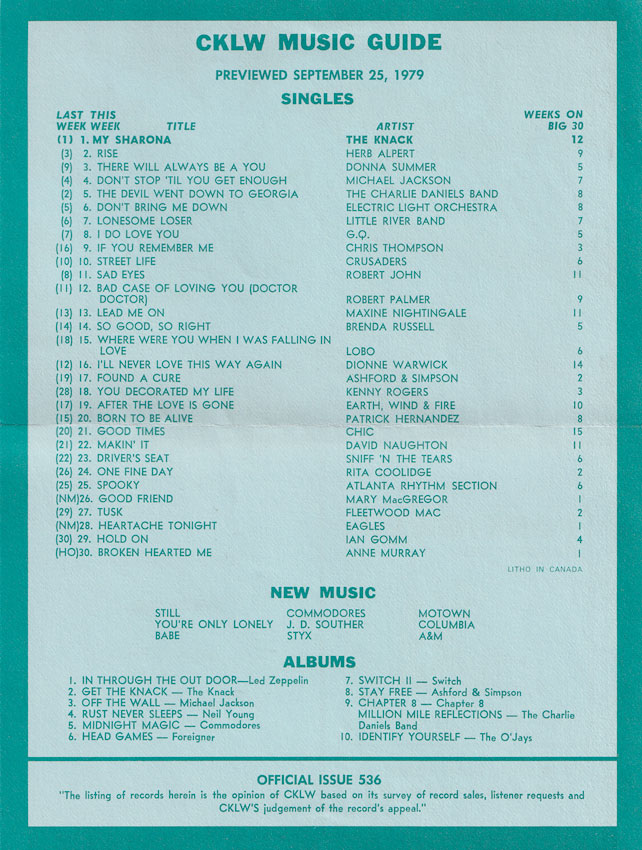 CKLW MUSIC GUIDE
PREVIEWED SEPTEMBER 25, 1979
SINGLES
LAST THIS WEEKS ON
WEEK WEEK TITLE ARTIST BIG 30
(1) 1. MY SHARONA THE KNACK 12
(3) 2. RISE HERB ALPERT 9
(9) 3. THERE WILL ALWAYS BE A YOU DONNA SUMMER 5
(4) 4. DON'T STOP 'TIL YOU GET ENOUGH MICHAEL JACKSON 7
(2) 5. THE DEVIL WENT DOWN TO GEORGIA THE CHARLIE DANIELS BAND 8
(5) 6. DON'T BRING ME DOWN ELECTRIC LIGHT ORCHESTRA 8
(6) 7. LONESOME LOSER LITTLE RIVER BAND 7
(7) 8. I DO LOVE YOU G.Q. 5
(16) 9. IF YOU REMEMBER ME CHRIS THOMPSON 3
(10) 10. STREET LIFE CRUSADERS 6
(8) 11. SAD EYES ROBERT JOHN 11
(11) 12. BAD CASE OF LOVING YOU (DOCTOR
DOCTOR) ROBERT PALMER 9
(13) 13. LEAD ME ON MAXINE NIGHTINGALE 11
(14) 14. SO GOOD, SO RIGHT BRENDA RUSSELL 5
(18) 15. WHERE WERE YOU WHEN I WAS FALLING IN
LOVE LOBO 6
(12) 16. I'LL NEVER LOVE THIS WAY AGAIN DIONNE WARWICK 14
(19) 17. FOUND A CURE ASHFORD & SIMPSON 2
(28) 18. YOU DECORATED MY LIFE KENNY ROGERS 3
(17) 19. AFTER THE LOVE IS GONE EARTH, WIND & FIRE 10
(15) 20. BORN TO BE ALIVE PATRICK HERNANDEZ 8
(20) 21. GOOD TIMES CHIC 15
(21) 22. MAKIN' IT DAVID NAUGHTON 11
(22) 23. DRIVER'S SEAT SNIFF 'N THE TEARS 6
(26) 24. ONE FINE DAY RITA COOLIDGE 2
(25) 25. SPOOKY ATLANTA RHYTHM SECTION 6
(NM)26. GOOD FRIEND MARY MacGREGOR 1
(29) 27. TUSK FLEETWOOD MAC 2
(NM)28. HEARTACHE TONIGHT EAGLES 1
(30) 29. HOLD ON IAN GOMM 4
(HO)30. BROKEN HEARTED ME ANNE MURRAY 1
LITHO IN CANADA
NEW MUSIC
STILL COMMODORES MOTOWN
YOU'RE ONLY LONELY J. D. SOUTHER COLUMBIA
BABE STYX A&M
ALBUMS
1. IN THROUGH THE OUT DOOR—Led Zeppelin
2. GET THE KNACK — The Knack
3. OFF THE WALL — Michael Jackson
4. RUST NEVER SLEEPS — Neil Young
5. MIDNIGHT MAGIC — Commodores
6. HEAD GAMES — Foreigner
7. SWITCH II — Switch
8. STAY FREE — Ashford & Simpson
9. CHAPTER 8 — Chapter 8
MILLION MILE REFLECTIONS — The Charlie
Daniels Band
10. IDENTIFY YOURSELF — The O'Jays
OFFICIAL ISSUE 536
"The listing of records herein is the opinion of CKLW based on its survey of record sales, listener requests and
CKLW'S judgement of the record's appeal."